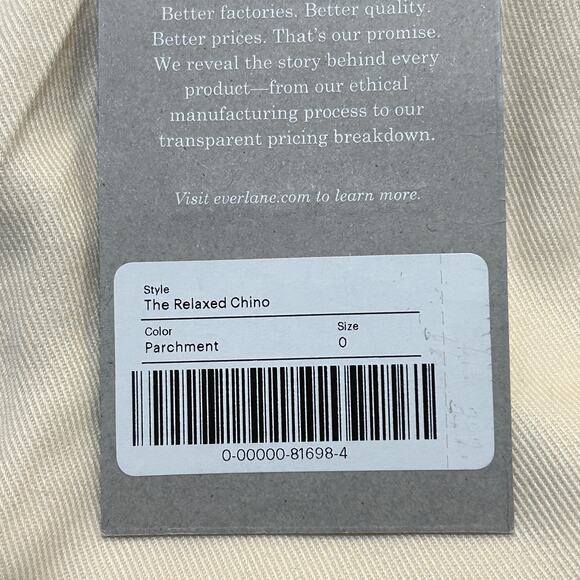 Better factories. Better quality.
Better prices. That's our promise.
We reveal the story behind every
product—from our ethical
manufacturing process to our
transparent pricing breakdown.
Visit everlane.com to learn more.
Style
The Relaxed Chino
Color Size
Parchment 0
0-00000-81698-4